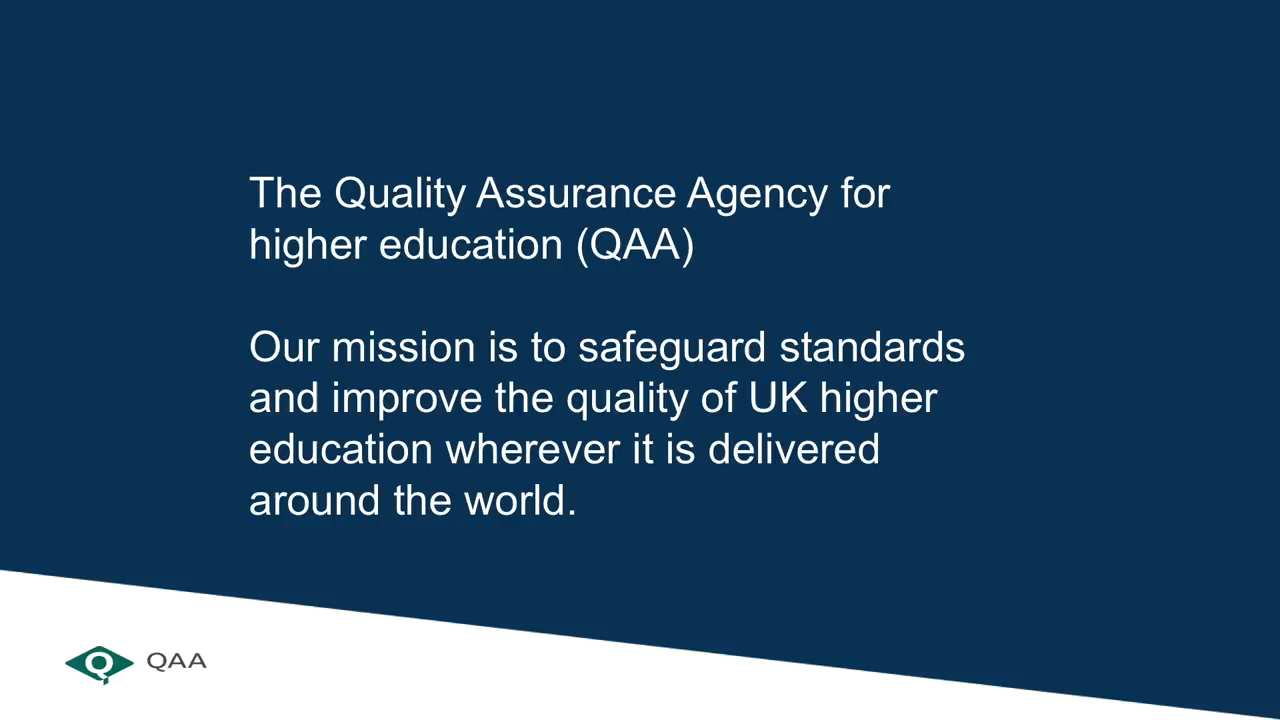 The Quality Assurance Agency for
higher education (QAA)
Our mission is to safeguard standards
and improve the quality of UK higher
education wherever it is delivered
around the world.
Q QAA